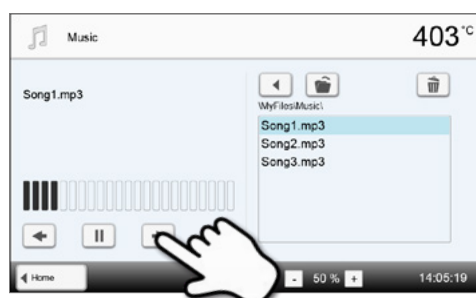 Music
403 °C
Song1.mp3
\MyFiles\Music\
Song1.mp3
Song2.mp3
Song3.mp3
Home
- 50 % +
14:05:19